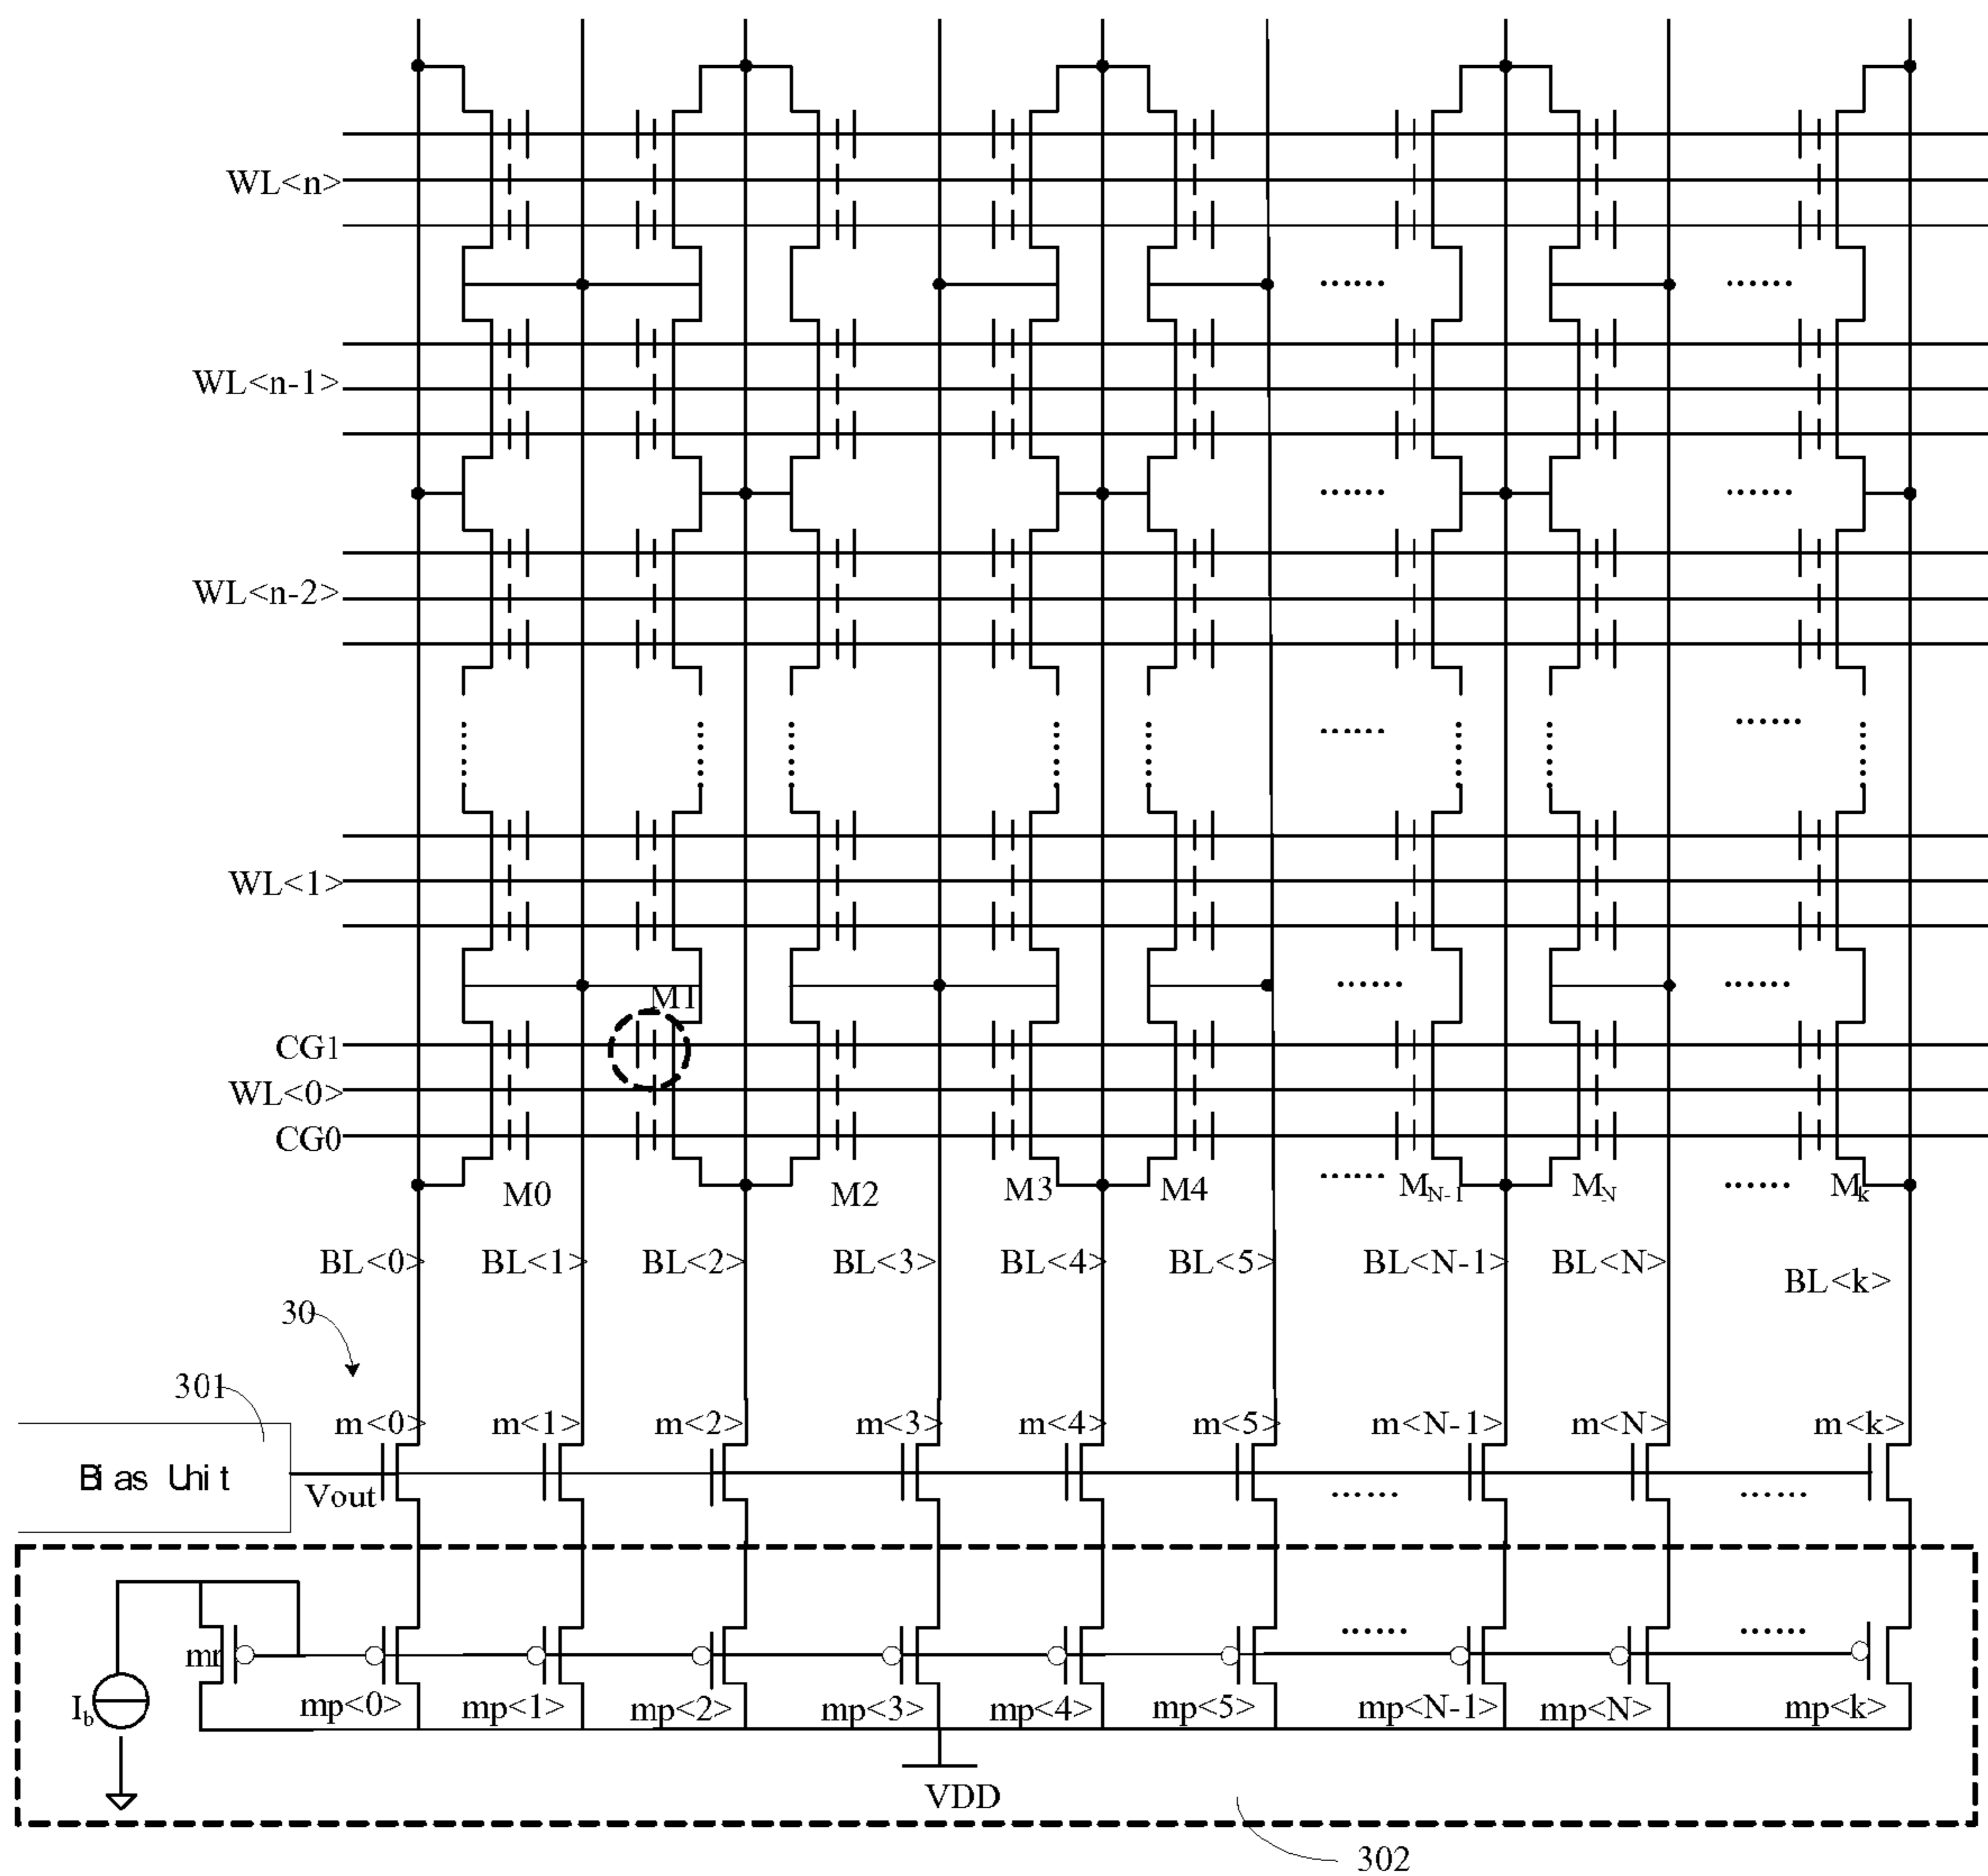 WL<n>
WL<n-1>
WL<n-2>
WL<1>
M1
CG1
WL<0>
CG0
M0 M2 M3 M4 MN-1 MN Mk
BL<0> BL<1> BL<2> BL<3> BL<4> BL<5> BL<N-1> BL<N> BL<k>
30
301
m<0> m<1> m<2> m<3> m<4> m<5> m<N-1> m<N> m<k>
Bias Unit
Vout
mr
Ib
mp<0> mp<1> mp<2> mp<3> mp<4> mp<5> mp<N-1> mp<N> mp<k>
VDD
302